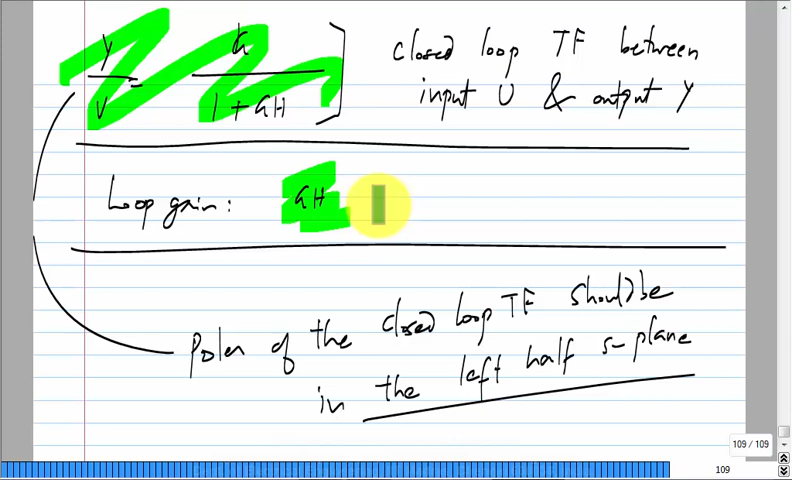 Y/U = G/(1 + GH)] closed loop TF between
input U & output Y
Loop gain: GH
Poles of the closed loop TF should be
in the left half s-plane
109 / 109
109